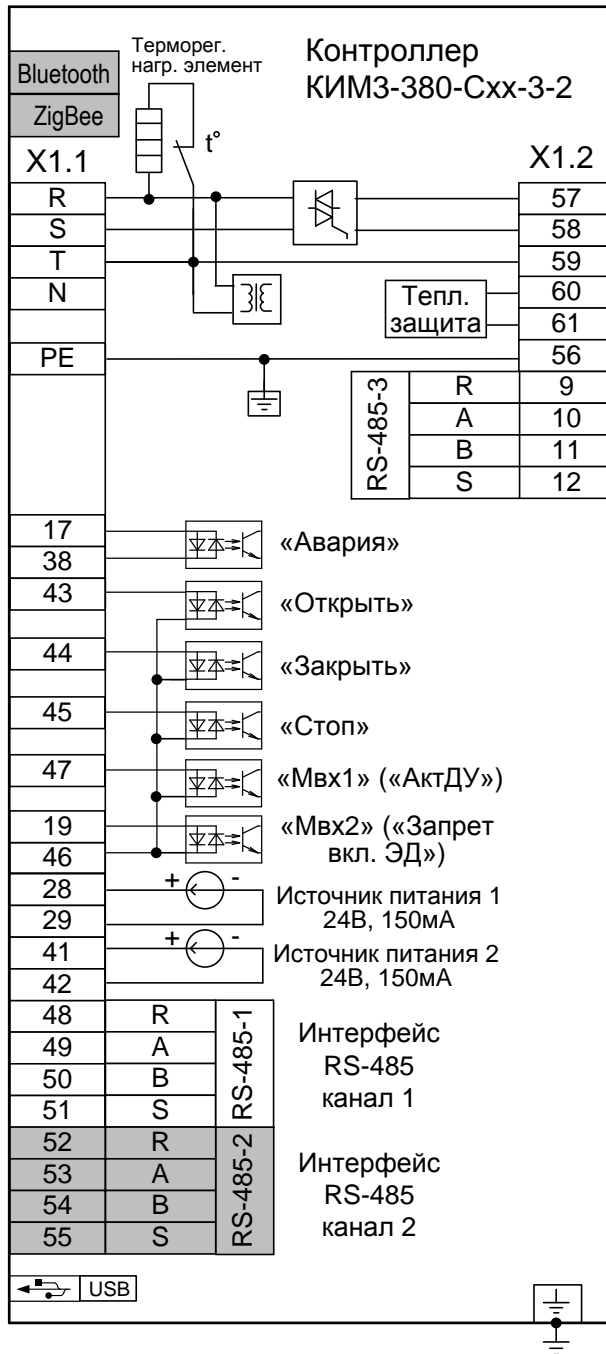 Bluetooth
ZigBee
Терморег.
нагр. элемент
Контроллер
КИМ3-380-Схх-3-2
t°
X1.1
X1.2
R
57
S
58
T
59
N
Тепл.
защита
60
61
PE
56
RS-485-3
R
9
A
10
B
11
S
12
17
38
«Авария»
43
«Открыть»
44
«Закрыть»
45
«Стоп»
47
«Мвх1» («АктДУ»)
19
46
«Мвх2» («Запрет
вкл. ЭД»)
28
29
+ -
Источник питания 1
24В, 150мА
41
42
+ -
Источник питания 2
24В, 150мА
48
R
49
A
50
B
51
S
RS-485-1
Интерфейс
RS-485
канал 1
52
R
53
A
54
B
55
S
RS-485-2
Интерфейс
RS-485
канал 2
USB